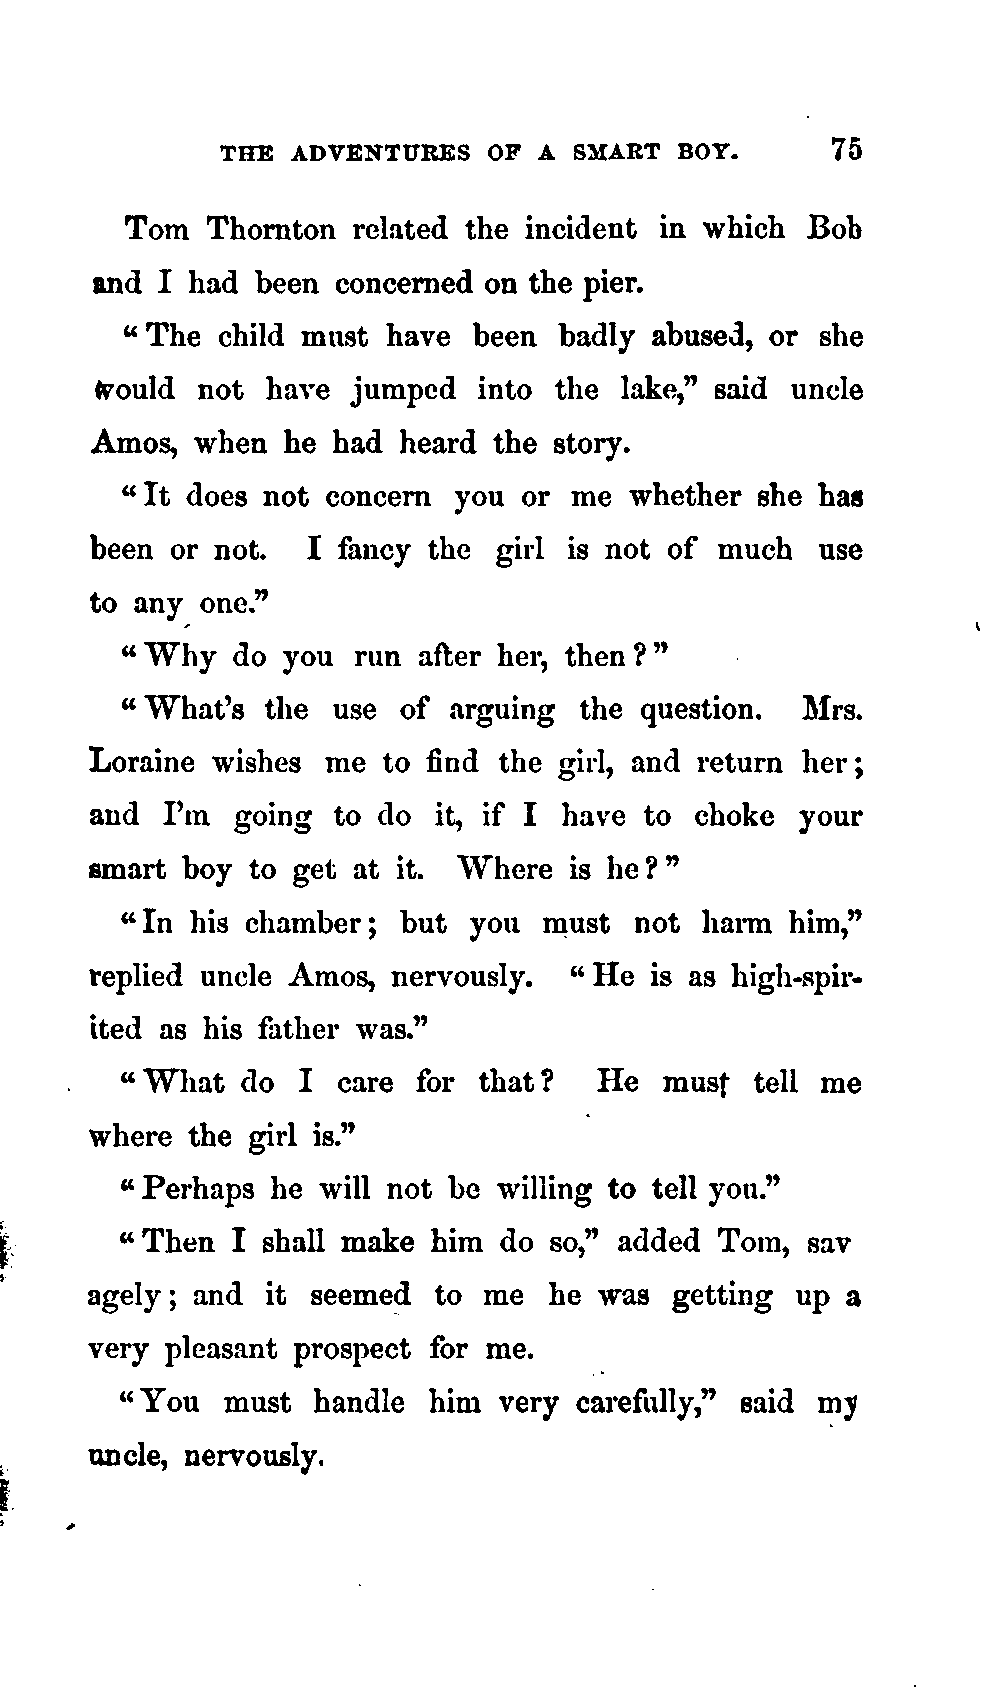 THE ADVENTURES OF A SMART BOY. 75
Tom Thornton related the incident in which Bob
and I had been concerned on the pier.
“The child must have been badly abused, or she
would not have jumped into the lake,” said uncle
Amos, when he had heard the story.
“It does not concern you or me whether she has
been or not. I fancy the girl is not of much use
to any one.”
“Why do you run after her, then?”
“What’s the use of arguing the question. Mrs.
Loraine wishes me to find the girl, and return her;
and I’m going to do it, if I have to choke your
smart boy to get at it. Where is he?”
“In his chamber; but you must not harm him,”
replied uncle Amos, nervously. “He is as high-spir-
ited as his father was.”
“What do I care for that? He must tell me
where the girl is.”
“Perhaps he will not be willing to tell you.”
“Then I shall make him do so,” added Tom, sav
agely; and it seemed to me he was getting up a
very pleasant prospect for me.
“You must handle him very carefully,” said my
uncle, nervously.